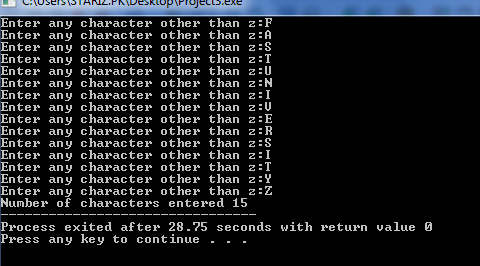 C:\Users\STARIZ.PK\Desktop\Project3.exe
Enter any character other than z:F
Enter any character other than z:A
Enter any character other than z:S
Enter any character other than z:T
Enter any character other than z:U
Enter any character other than z:N
Enter any character other than z:I
Enter any character other than z:V
Enter any character other than z:E
Enter any character other than z:R
Enter any character other than z:S
Enter any character other than z:I
Enter any character other than z:T
Enter any character other than z:Y
Enter any character other than z:Z
Number of characters entered 15
--------------------------------
Process exited after 28.75 seconds with return value 0
Press any key to continue . . .